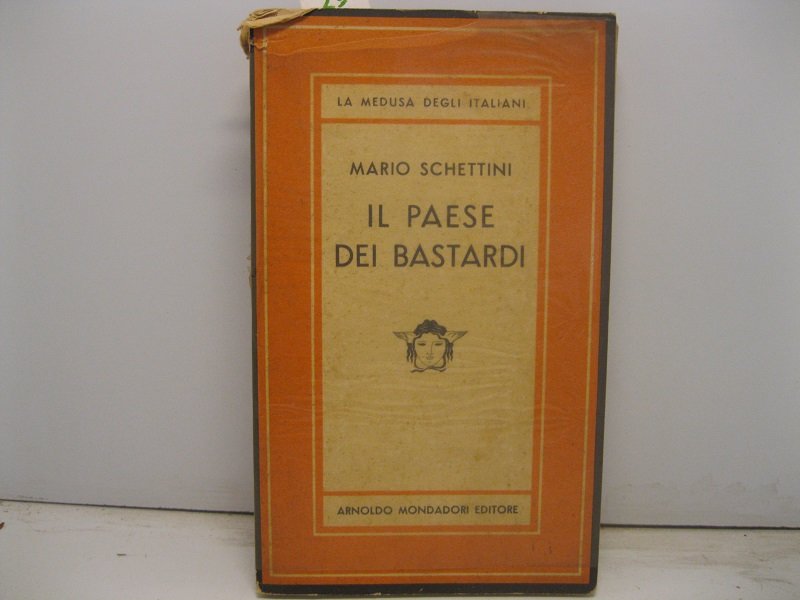 LA MEDUSA DEGLI ITALIANI
MARIO SCHETTINI
IL PAESE
DEI BASTARDI
ARNOLDO MONDADORI EDITORE